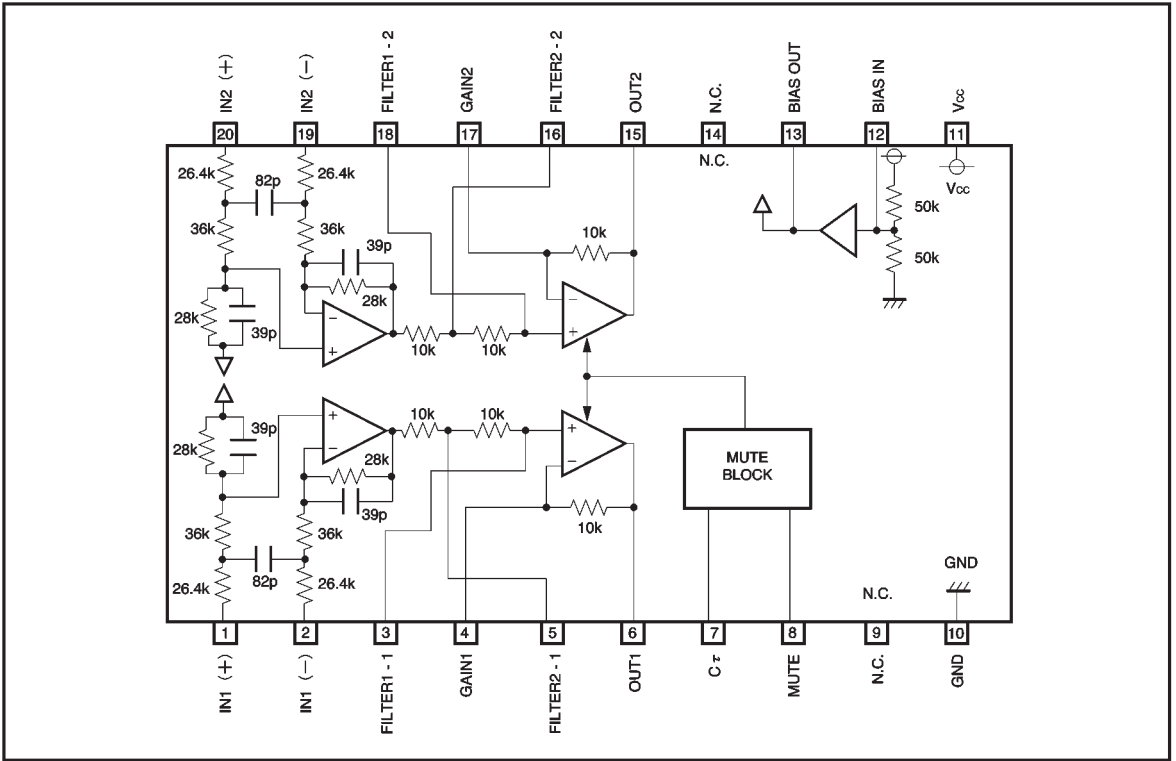 IN2 (+)
IN2 (−)
FILTER1 - 2
GAIN2
FILTER2 - 2
OUT2
N.C.
BIAS OUT
BIAS IN
Vcc
20
19
18
17
16
15
14
13
12
11
N.C.
Vcc
26.4k
82p
26.4k
50k
36k
36k
39p
10k
50k
28k
39p
28k
−
+
10k
10k
−
+
28k
39p
+
−
10k
10k
+
−
28k
39p
10k
MUTE
BLOCK
36k
36k
82p
26.4k
26.4k
GND
N.C.
1
2
3
4
5
6
7
8
9
10
IN1 (+)
IN1 (−)
FILTER1 - 1
GAIN1
FILTER2 - 1
OUT1
Cτ
MUTE
N.C.
GND